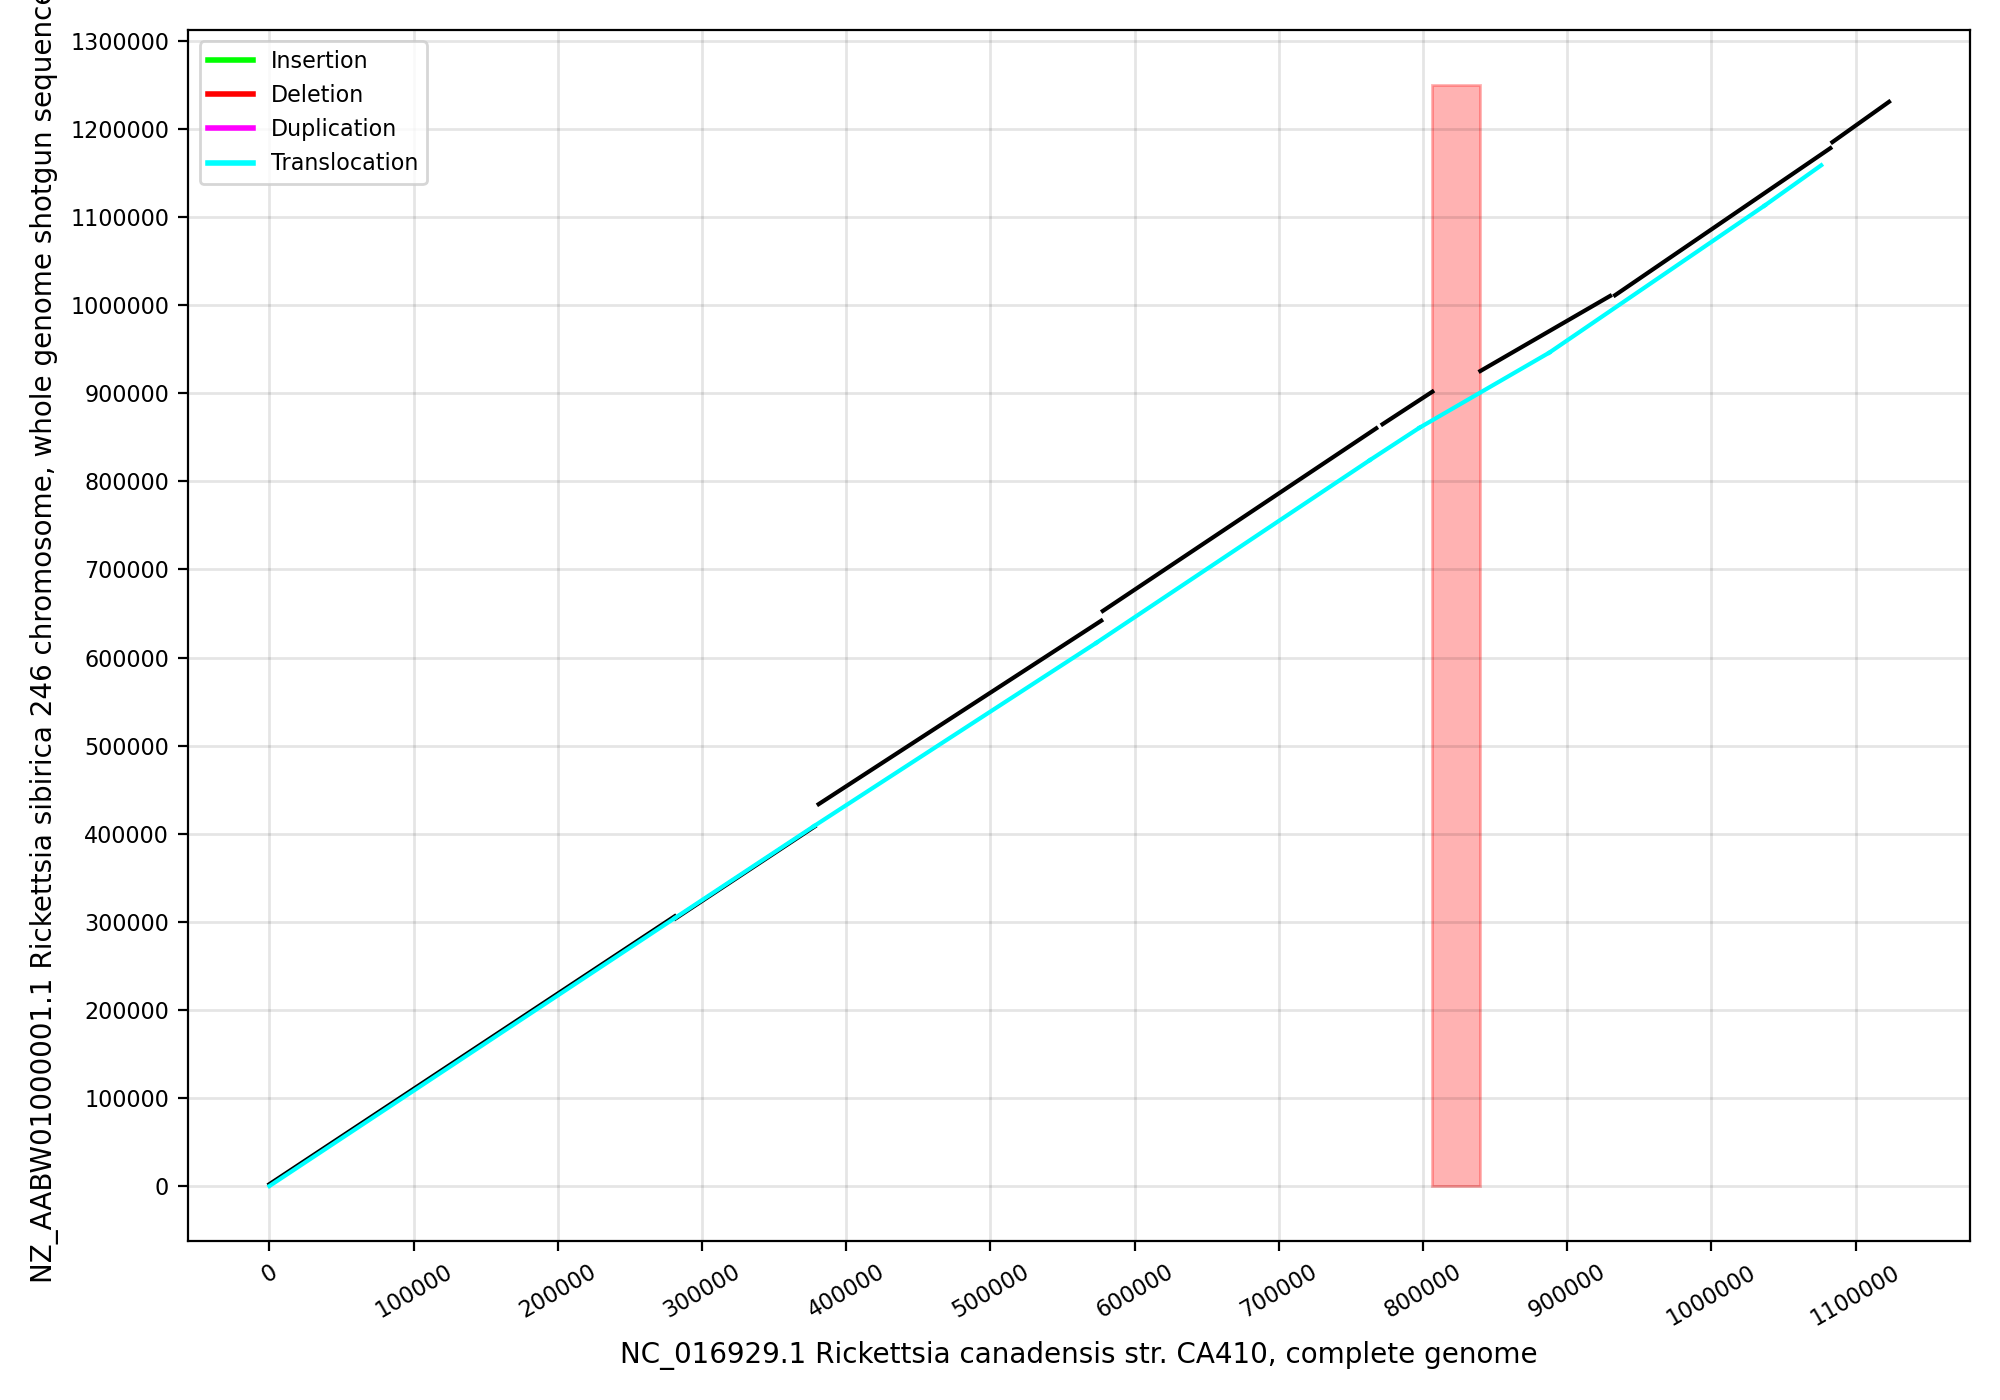 NZ_AABW01000001.1 Rickettsia sibirica 246 chromosome, whole genome shotgun sequence
1300000
1200000
1100000
1000000
900000
800000
700000
600000
500000
400000
300000
200000
100000
0
Insertion
Deletion
Duplication
Translocation
0 100000 200000 300000 400000 500000 600000 700000 800000 900000 1000000 1100000
NC_016929.1 Rickettsia canadensis str. CA410, complete genome